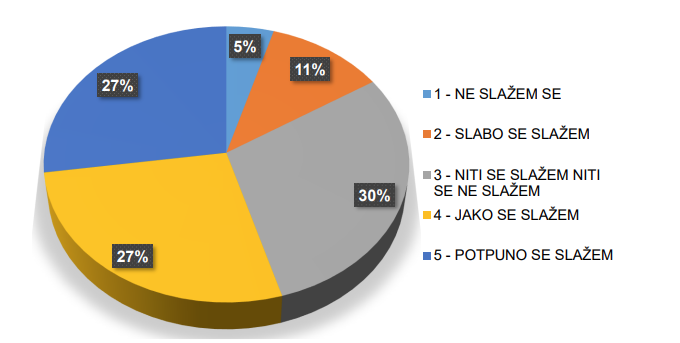 5%
11%
27%
30%
27%
1 - NE SLAŽEM SE
2 - SLABO SE SLAŽEM
3 - NITI SE SLAŽEM NITI
SE NE SLAŽEM
4 - JAKO SE SLAŽEM
5 - POTPUNO SE SLAŽEM